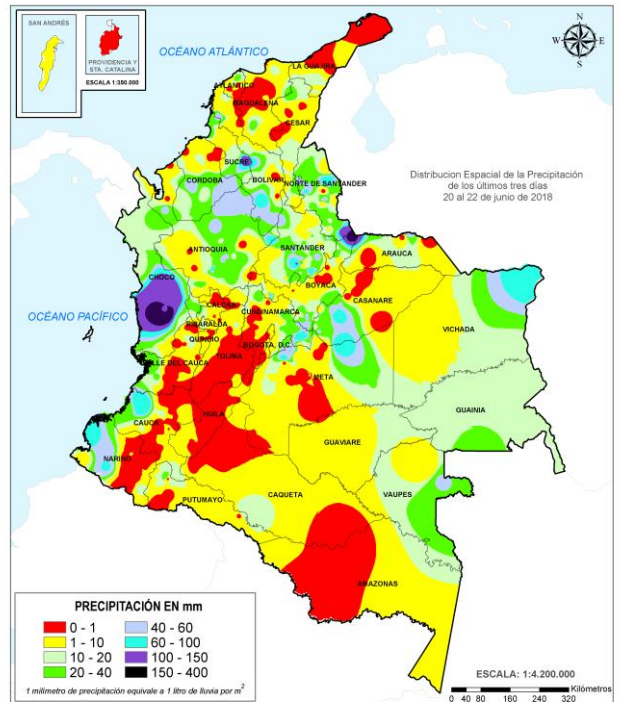 SAN ANDRÉS
PROVIDENCIA Y
STA. CATALINA
ESCALA 1:350.000
OCÉANO ATLÁNTICO
N
W
E
S
LA GUAJIRA
ATLANTICO
MAGDALENA
CESAR
SUCRE
CORDOBA
BOLIVAR
NORTE DE SANTANDER
Distribucion Espacial de la Precipitación
de los últimos tres días
20 al 22 de junio de 2018
ANTIOQUIA
SANTANDER
ARAUCA
CHOCO
BOYACA
CASANARE
OCÉANO PACÍFICO
CALDAS
CUNDINAMARCA
RISARALDA
VICHADA
QUINDIO
BOGOTA, D.C.
TOLIMA
VALLE DEL CAUCA
META
GUAINIA
HUILA
CAUCA
GUAVIARE
NARIÑO
CAQUETA
VAUPES
PUTUMAYO
AMAZONAS
PRECIPITACIÓN EN mm
0 - 1
40 - 60
1 - 10
60 - 100
10 - 20
100 - 150
20 - 40
150 - 400
1 milimetro de precipitación equivale a 1 litro de lluvia por m2
ESCALA: 1:4.200.000
Kilómetros
0 40 80 160 240 320